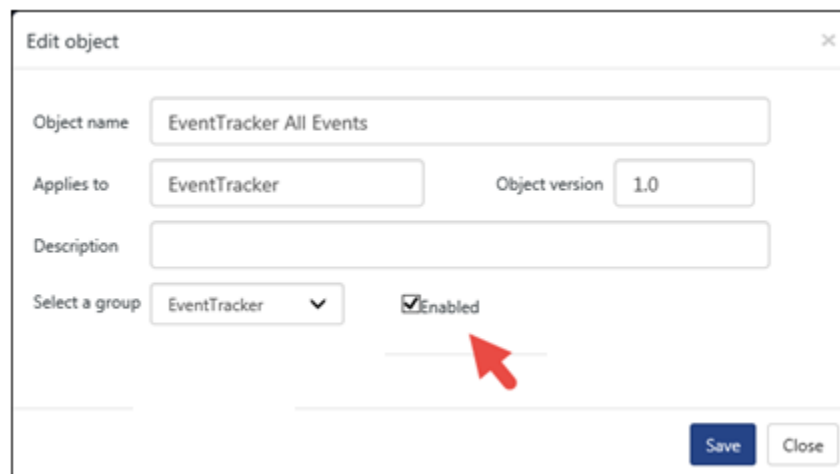 Edit object ×
Object name EventTracker All Events
Applies to EventTracker Object version 1.0
Description
Select a group EventTracker Enabled
Save Close